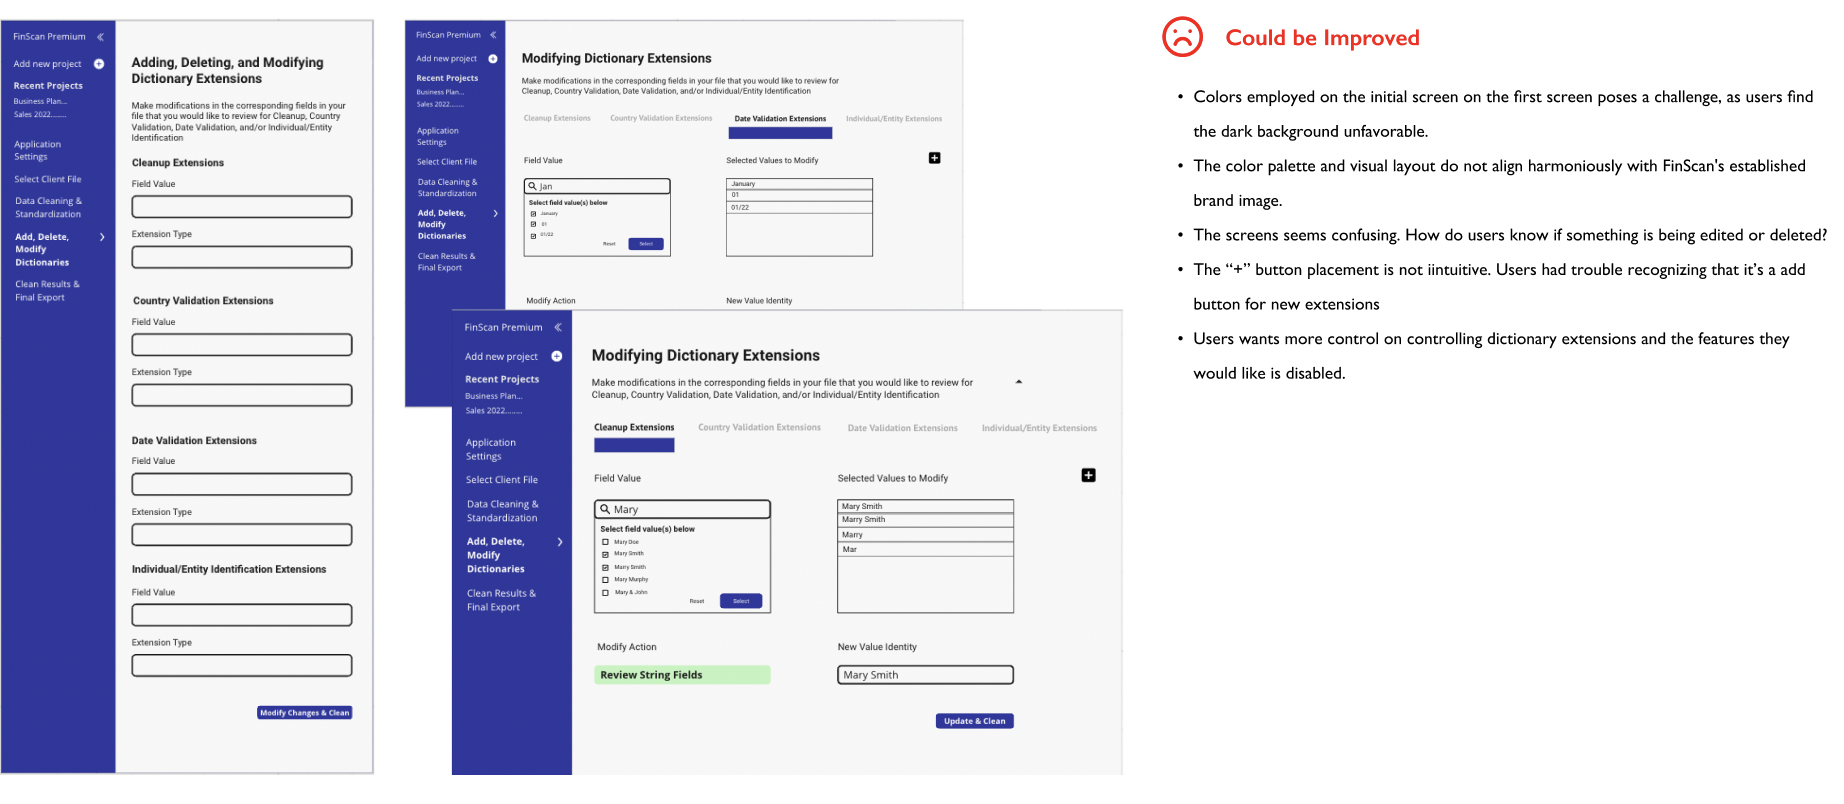 FinScan Premium
Add new project
Recent Projects
Business Plan...
Sales 2022........
Application
Settings
Select Client File
Data Cleaning &
Standardization
Add, Delete,
Modify
Dictionaries
Clean Results &
Final Export
Adding, Deleting, and Modifying
Dictionary Extensions
Make modifications in the corresponding fields in your
file that you would like to review for Cleanup, Country
Validation, Date Validation, and/or Individual/Entity
Identification
Cleanup Extensions
Field Value
Extension Type
Country Validation Extensions
Field Value
Extension Type
Date Validation Extensions
Field Value
Extension Type
Individual/Entity Identification Extensions
Field Value
Extension Type
Modify Changes & Clean
FinScan Premium
Add new project
Recent Projects
Business Plan...
Sales 2022........
Application
Settings
Select Client File
Data Cleaning &
Standardization
Add, Delete,
Modify
Dictionaries
Clean Results &
Final Export
Modifying Dictionary Extensions
Make modifications in the corresponding fields in your file that you would like to review for
Cleanup, Country Validation, Date Validation, and/or Individual/Entity Identification
Cleanup Extensions Country Validation Extensions Date Validation Extensions Individual/Entity Extensions
Field Value Selected Values to Modify
Jan
Select field value(s) below
January
01
01/22
Reset Select
January
01
01/22
Modify Action New Value Identity
FinScan Premium
Add new project
Recent Projects
Business Plan...
Sales 2022........
Application
Settings
Select Client File
Data Cleaning &
Standardization
Add, Delete,
Modify
Dictionaries
Clean Results &
Final Export
Modifying Dictionary Extensions
Make modifications in the corresponding fields in your file that you would like to review for
Cleanup, Country Validation, Date Validation, and/or Individual/Entity Identification
Cleanup Extensions Country Validation Extensions Date Validation Extensions Individual/Entity Extensions
Field Value Selected Values to Modify
Mary
Select field value(s) below
Mary Doe
Mary Smith
Marry Smith
Mary Murphy
Mary & John
Reset Select
Mary Smith
Marry Smith
Marry
Mar
Modify Action New Value Identity
Review String Fields Mary Smith
Update & Clean
Could be Improved
• Colors employed on the initial screen on the first screen poses a challenge, as users find
the dark background unfavorable.
• The color palette and visual layout do not align harmoniously with FinScan's established
brand image.
• The screens seems confusing. How do users know if something is being edited or deleted?
• The “+” button placement is not iintuitive. Users had trouble recognizing that it’s a add
button for new extensions
• Users wants more control on controlling dictionary extensions and the features they
would like is disabled.